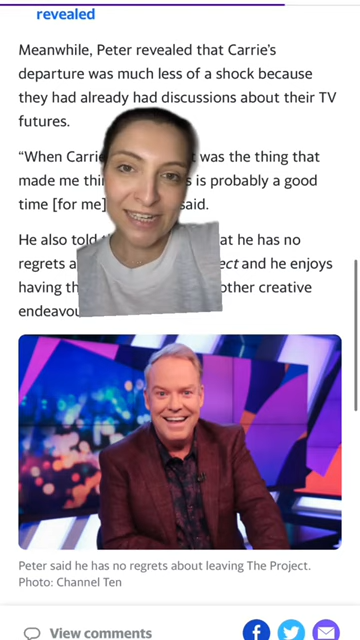 revealed
Meanwhile, Peter revealed that Carrie's
departure was much less of a shock because
they had already had discussions about their TV
futures.
“When Carrie was the thing that
made me is probably a good
time [for me] said.
He also told at he has no
regrets and he enjoys
having other creative
endeavou
Peter said he has no regrets about leaving The Project.
Photo: Channel Ten
View comments